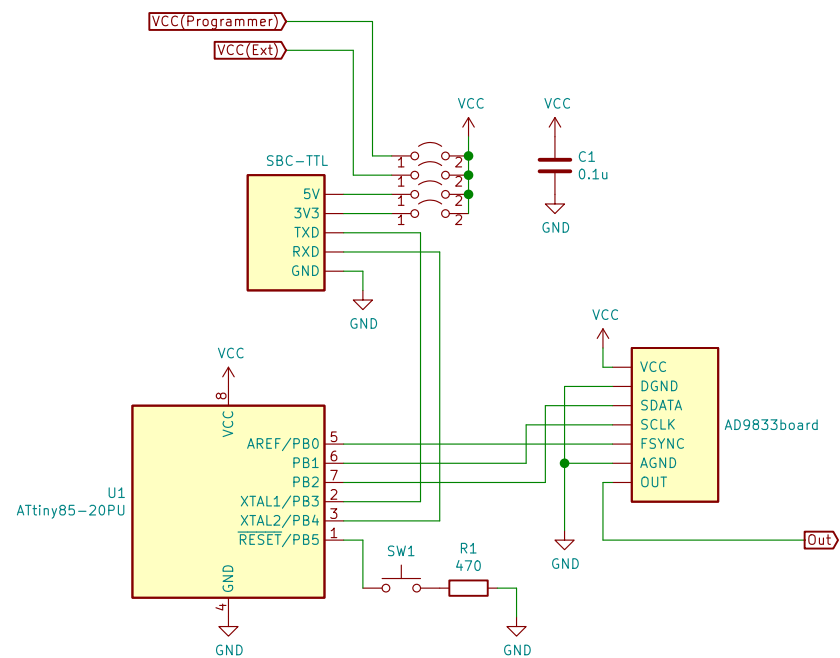 VCC(Programmer)
VCC(Ext)
VCC
VCC
1 2
1 2
1 2
1 2
C1
0.1u
GND
SBC-TTL
5V
3V3
TXD
RXD
GND
GND
VCC
8
VCC
AREF/PB0 5
PB1 6
PB2 7
XTAL1/PB3 2
XTAL2/PB4 3
RESET/PB5 1
U1
ATtiny85-20PU
GND
4
GND
SW1
R1
470
GND
VCC
VCC
DGND
SDATA
SCLK
FSYNC
AGND
OUT
AD9833board
Out
GND